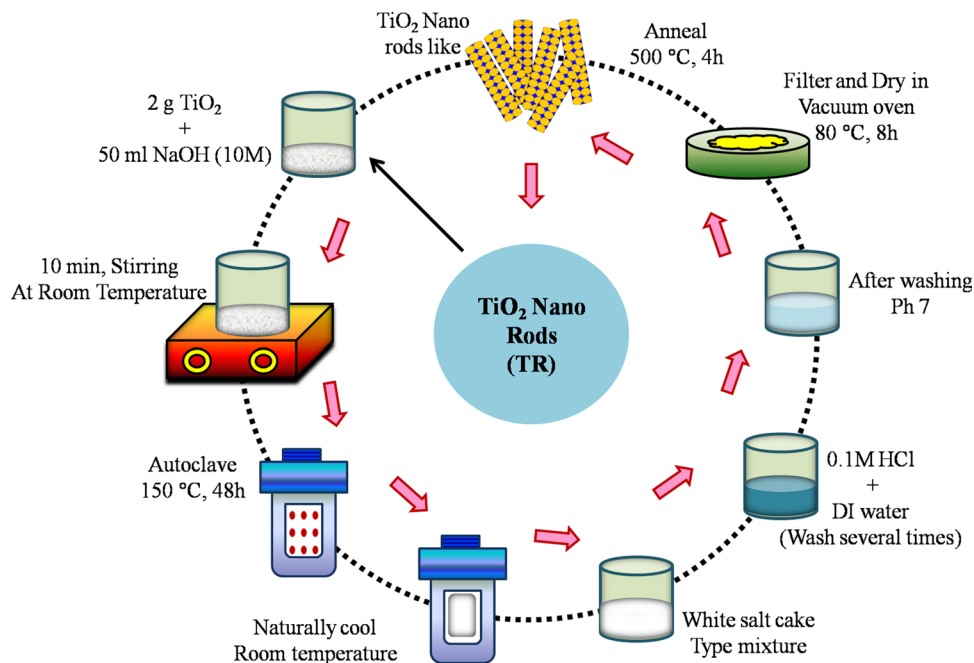 TiO₂ Nano
rods like
Anneal
500 °C, 4h
Filter and Dry in
Vacuum oven
80 °C, 8h
2 g TiO₂
+
50 ml NaOH (10M)
10 min, Stirring
At Room Temperature
TiO₂ Nano
Rods
(TR)
After washing
Ph 7
Autoclave
150 °C, 48h
0.1M HCl
+
DI water
(Wash several times)
Naturally cool
Room temperature
White salt cake
Type mixture